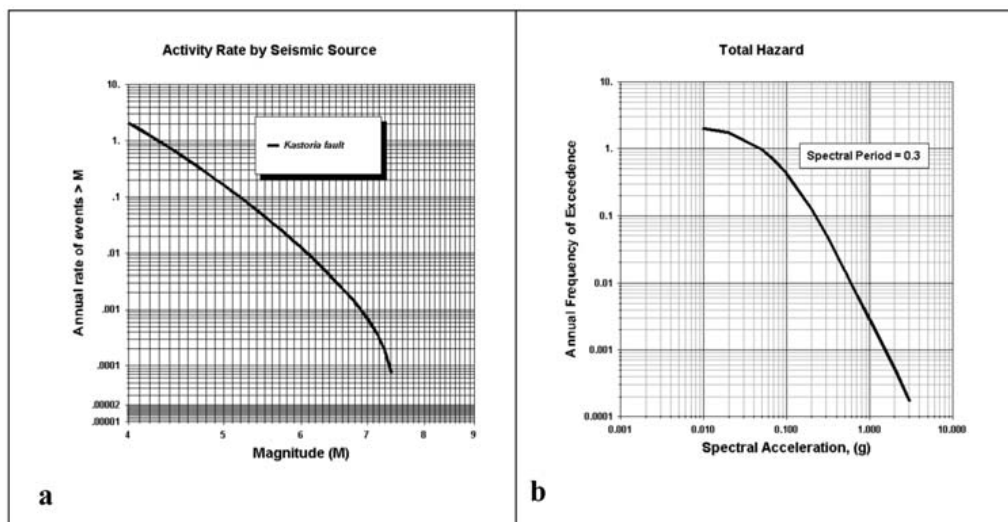 Activity Rate by Seismic Source
Annual rate of events > M
10.
1.
.1
.01
.001
.0001
.00002
.00001
Kastoria fault
4 5 6 7 8 9
Magnitude (M)
a
Total Hazard
Annual Frequency of Exceedence
10.
1.
0.1
0.01
0.001
0.0001
Spectral Period = 0.3
0.001 0.010 0.100 1.000 10.000
Spectral Acceleration, (g)
b